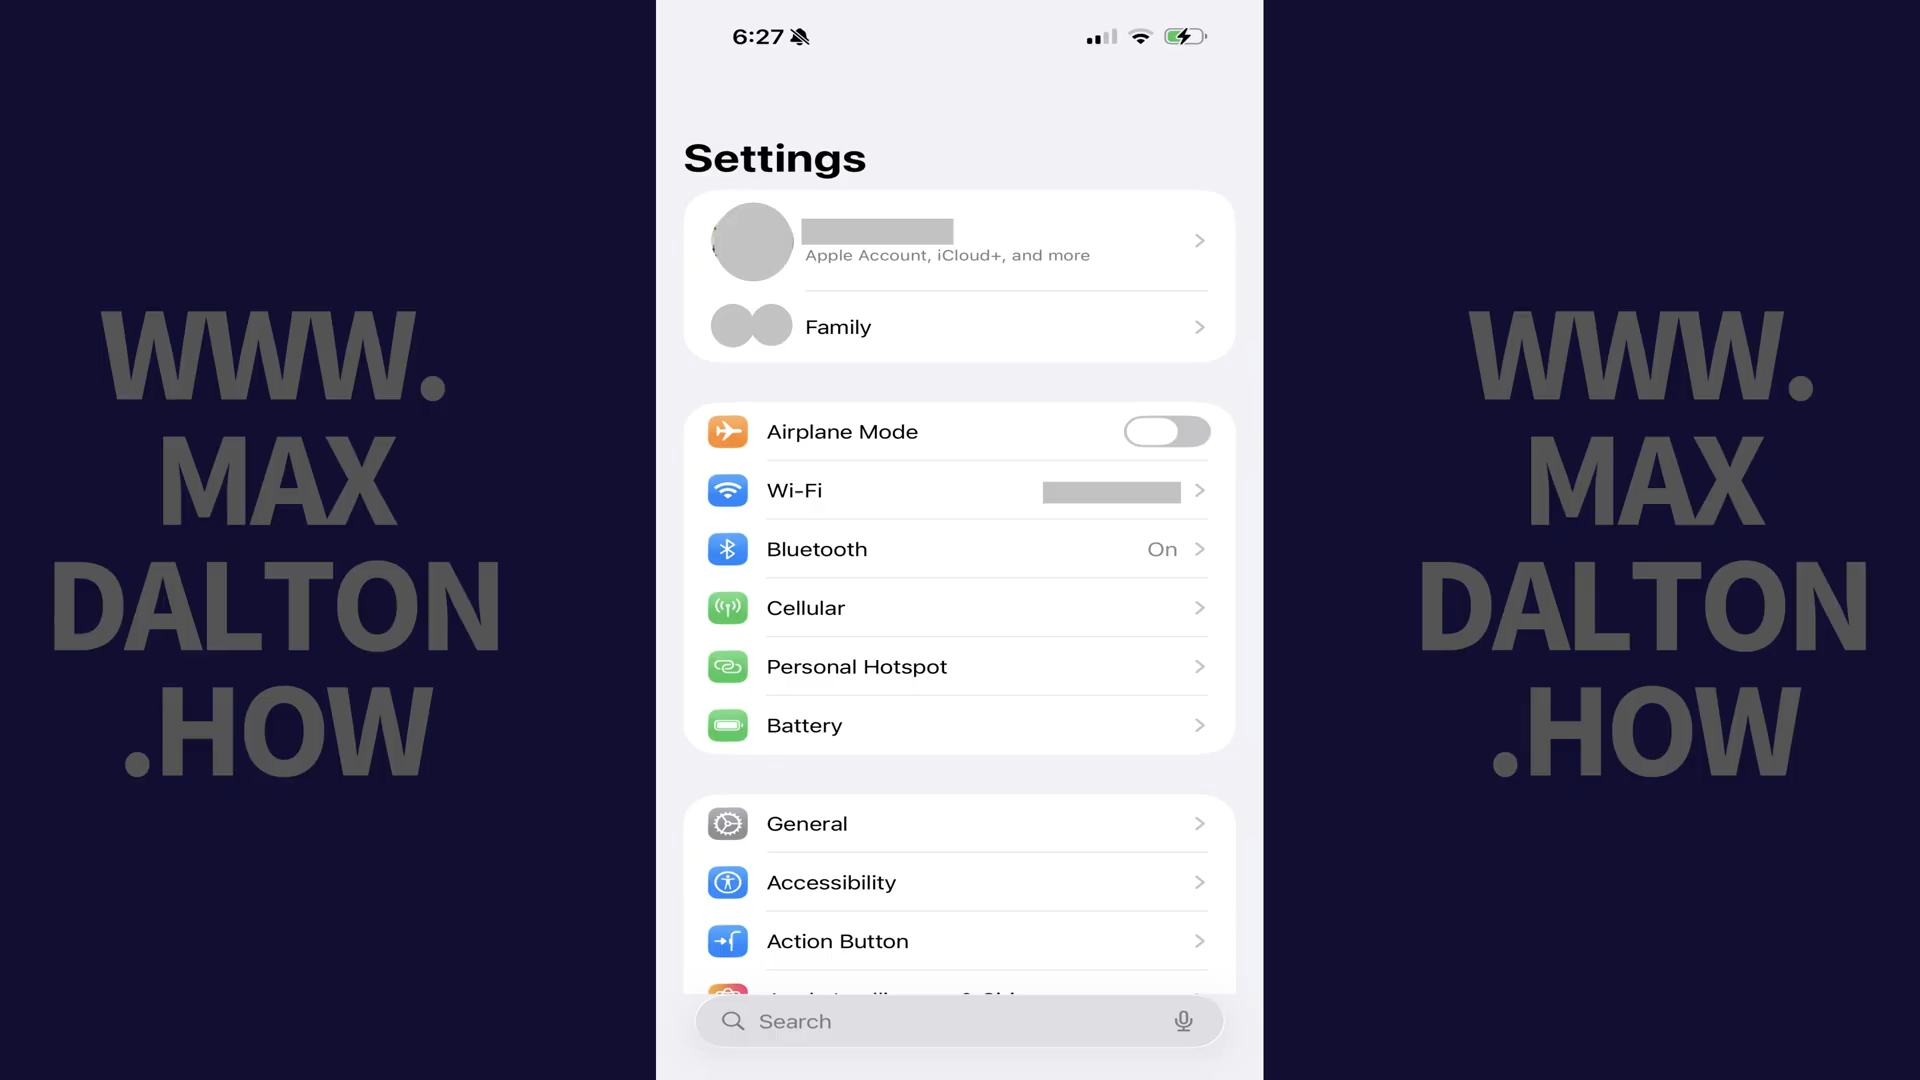 WWW.
MAX
DALTON
.HOW
6:27
Settings
Apple Account, iCloud+, and more
Family
Airplane Mode
Wi-Fi
Bluetooth On
Cellular
Personal Hotspot
Battery
General
Accessibility
Action Button
Search
WWW.
MAX
DALTON
.HOW